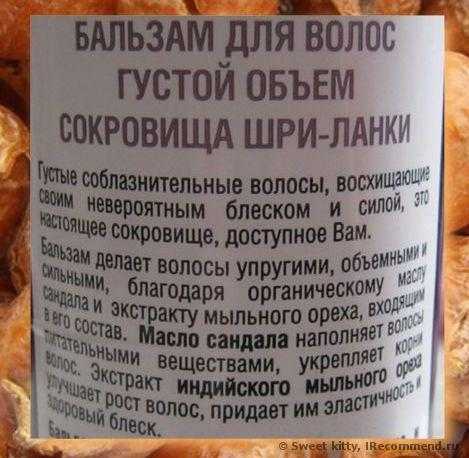 БАЛЬЗАМ ДЛЯ ВОЛОС
ГУСТОЙ ОБЪЕМ
СОКРОВИЩА ШРИ-ЛАНКИ
Густые соблазнительные волосы, восхищающие
своим невероятным блеском и силой, это
настоящее сокровище, доступное Вам.
Бальзам делает волосы упругими, объемными и
сильными, благодаря органическому маслу
сандала и экстракту мыльного ореха, входящим
в его состав. Масло сандала наполняет волосы
питательными веществами, укрепляет корни
волос. Экстракт индийского мыльного ореха
улучшает рост волос, придает им эластичность и
здоровый блеск.
© Sweet kitty, IRecommend.ru